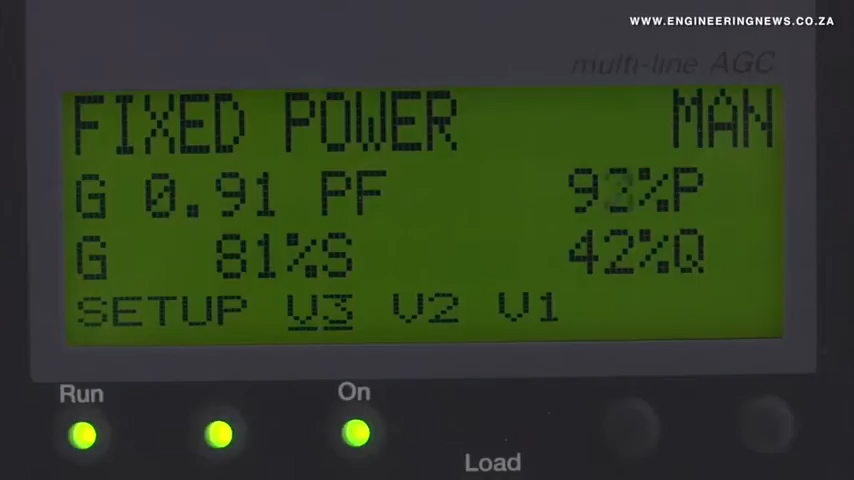 WWW.ENGINEERINGNEWS.CO.ZA
multi-line AGC
FIXED POWER MAN
G 0.91 PF 93%P
G 81%S 42%Q
SETUP V3 V2 V1
Run On
Load